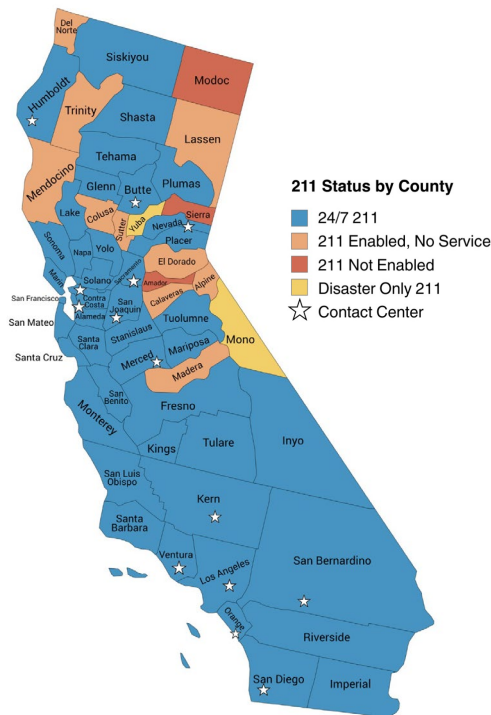 Del
Norte
Siskiyou
Modoc
Humboldt
Trinity
Shasta
Lassen
Tehama
Mendocino
Glenn
Butte
Plumas
Lake
Colusa
Sutter
Yuba
Sierra
Nevada
Placer
Sonoma
Napa
Yolo
El Dorado
Sacramento
Alpine
Amador
Marin
Solano
Calaveras
San Francisco
Contra
Costa
San
Joaquin
Tuolumne
Alameda
San Mateo
Stanislaus
Mono
Santa
Clara
Santa Cruz
Merced
Mariposa
Madera
San
Benito
Fresno
Monterey
Inyo
Kings
Tulare
San Luis
Obispo
Kern
Santa
Barbara
Ventura
Los Angeles
San Bernardino
Orange
Riverside
San Diego
Imperial
211 Status by County
24/7 211
211 Enabled, No Service
211 Not Enabled
Disaster Only 211
Contact Center